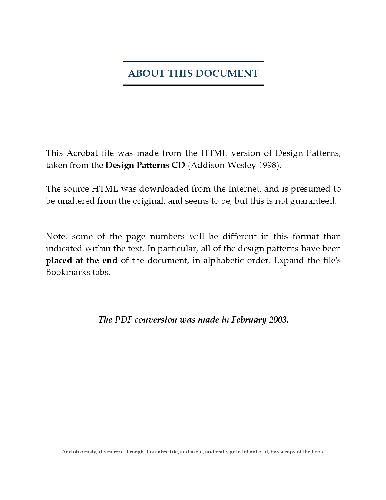 ABOUT THIS DOCUMENT
This Acrobat file was made from the HTML version of Design Patterns,
taken from the Design Patterns CD (Addison Wesley 1998).
The source HTML was downloaded from the Internet, and is presumed to
be unaltered from the original, and seems to be, but this is not guaranteed.
Note: some of the page numbers will be different in this format than
indicated within the text. In particular, all of the design patterns have been
placed at the end of the document, in alphabetic order. Expand the file's
Bookmarks tabs.
The PDF conversion was made in February 2003.